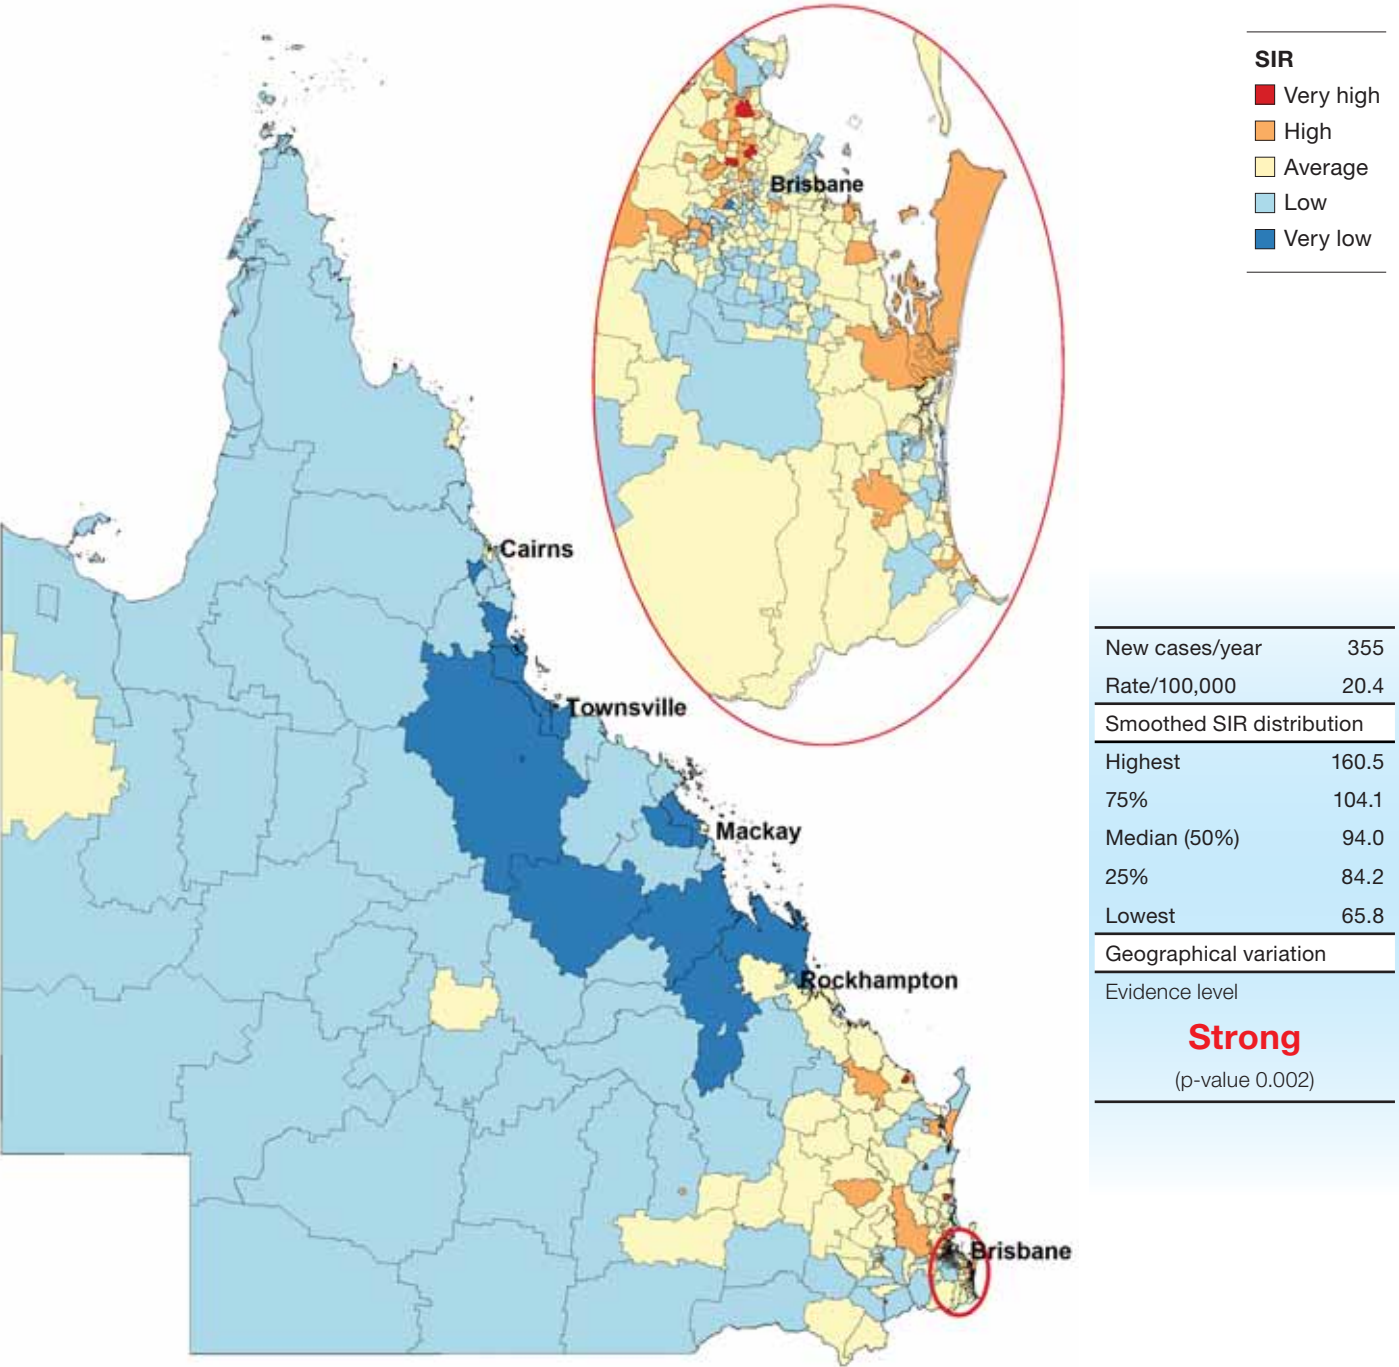 SIR
Very high
High
Average
Low
Very low
Brisbane
Cairns
Townsville
Mackay
Rockhampton
Brisbane
New cases/year 355
Rate/100,000 20.4
Smoothed SIR distribution
Highest 160.5
75% 104.1
Median (50%) 94.0
25% 84.2
Lowest 65.8
Geographical variation
Evidence level
Strong
(p-value 0.002)